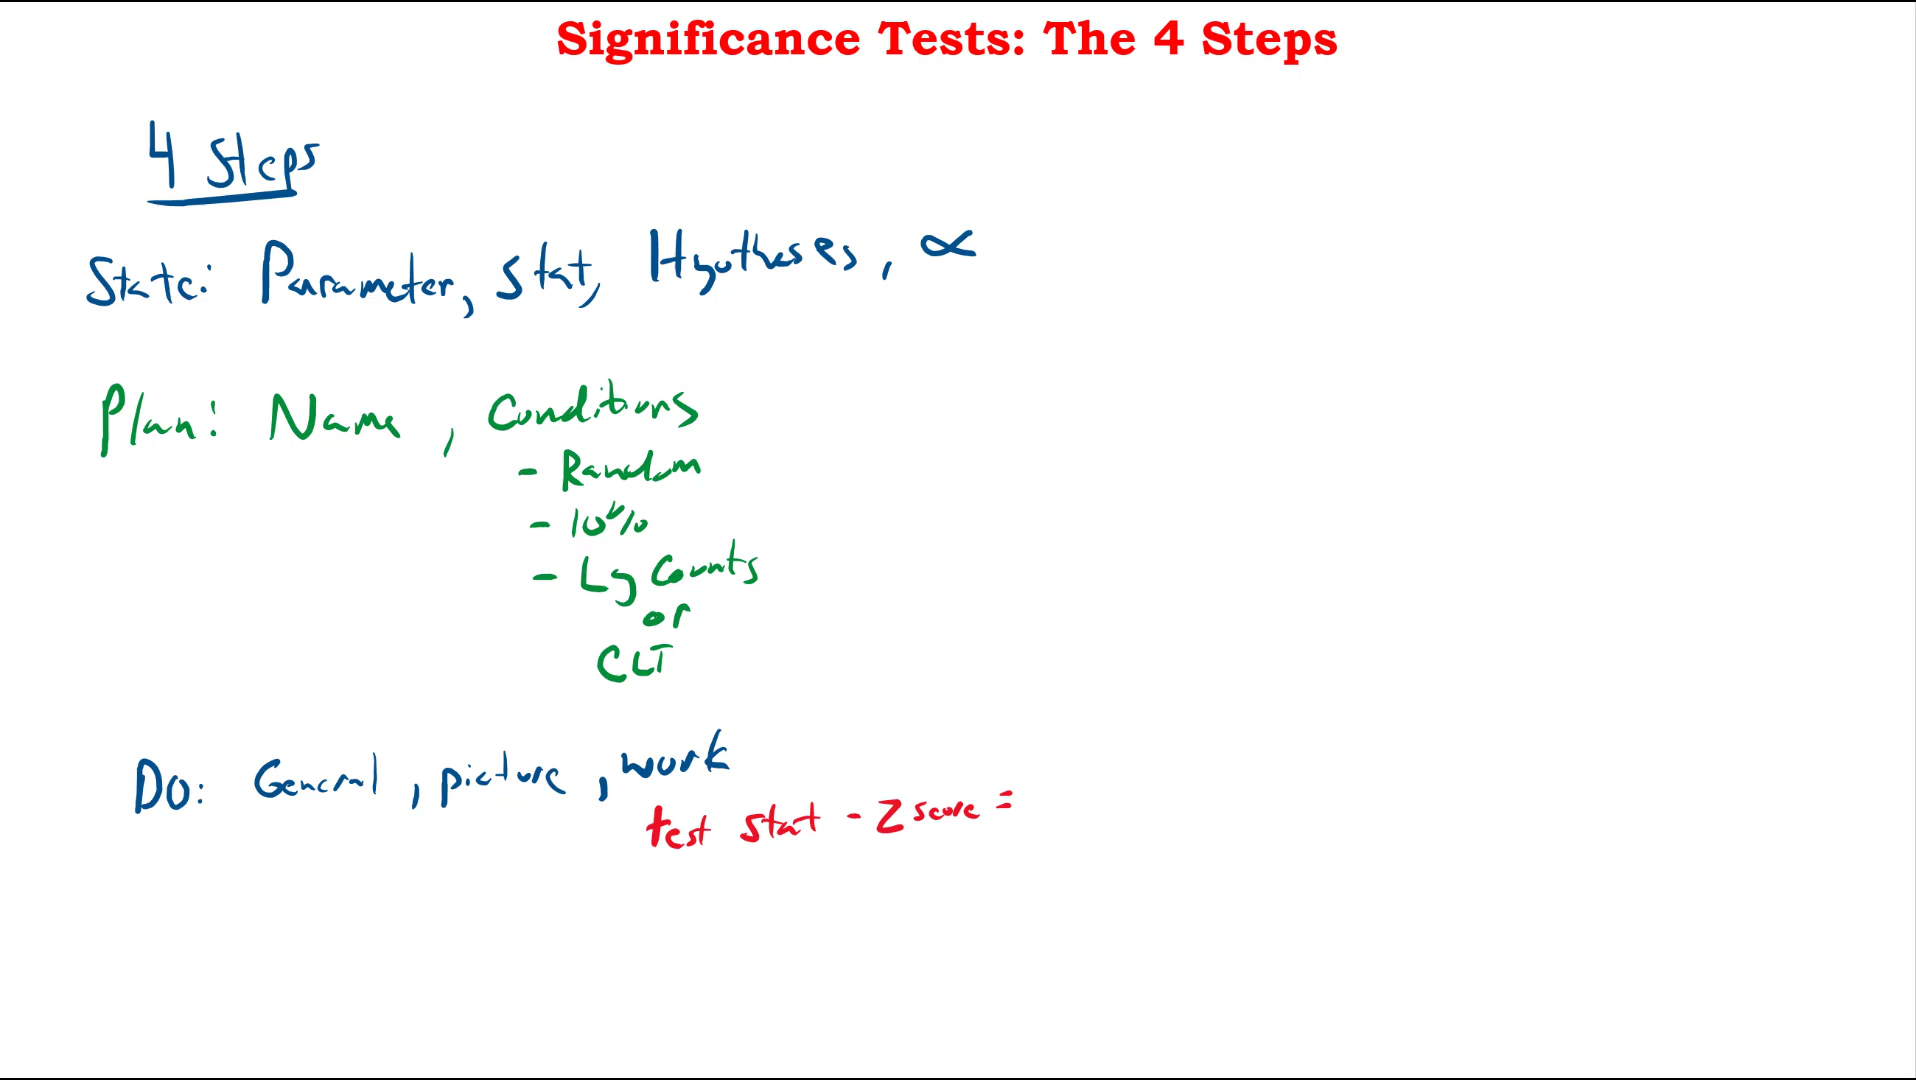 Significance Tests: The 4 Steps
4 Steps
State: Parameter, Stat, Hypotheses, α
Plan: Name, Conditions
- Random
- 10%
- Lg Counts
or
CLT
Do: General, picture, work
test stat - Z score =